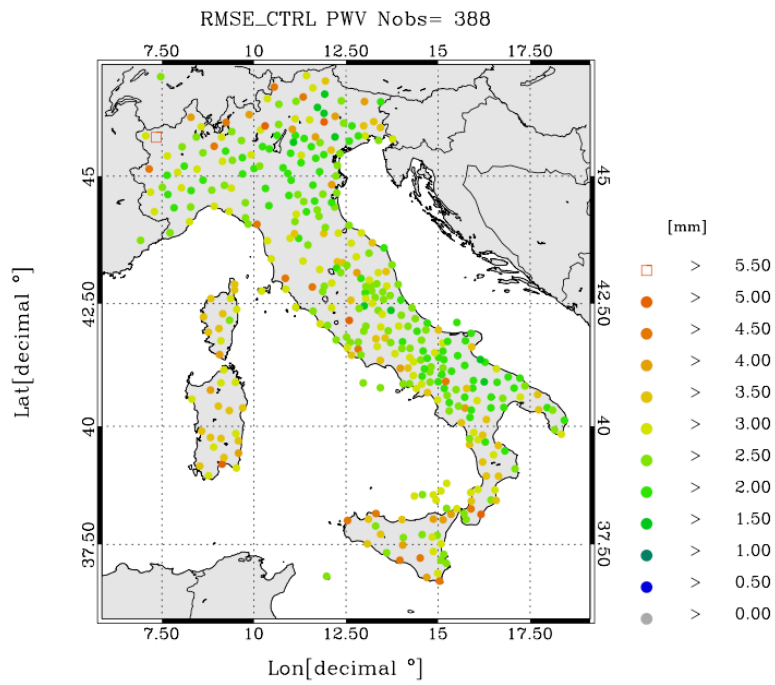 RMSE_CTRL PWV Nobs= 388
7.50 10 12.50 15 17.50
45 45
42.50 42.50
40 40
37.50 37.50
7.50 10 12.50 15 17.50
Lat[decimal °]
Lon[decimal °]
[mm]
> 5.50
> 5.00
> 4.50
> 4.00
> 3.50
> 3.00
> 2.50
> 2.00
> 1.50
> 1.00
> 0.50
> 0.00